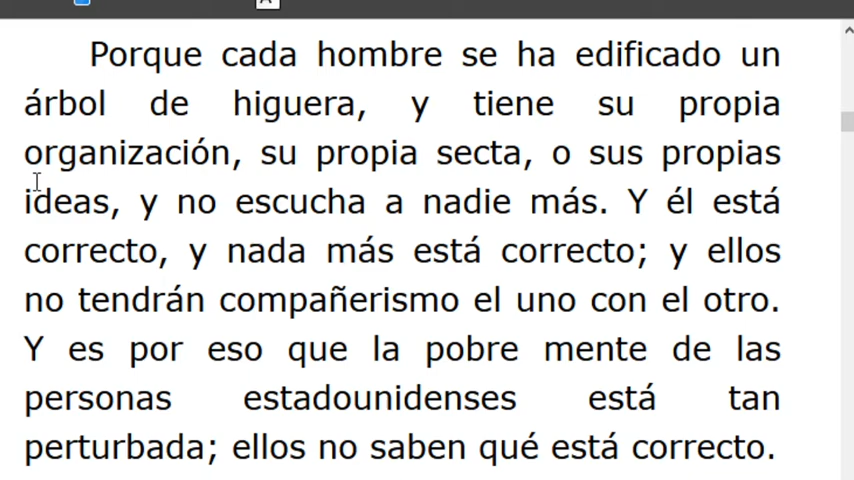 Porque cada hombre se ha edificado un
árbol de higuera, y tiene su propia
organización, su propia secta, o sus propias
ideas, y no escucha a nadie más. Y él está
correcto, y nada más está correcto; y ellos
no tendrán compañerismo el uno con el otro.
Y es por eso que la pobre mente de las
personas estadounidenses está tan
perturbada; ellos no saben qué está correcto.